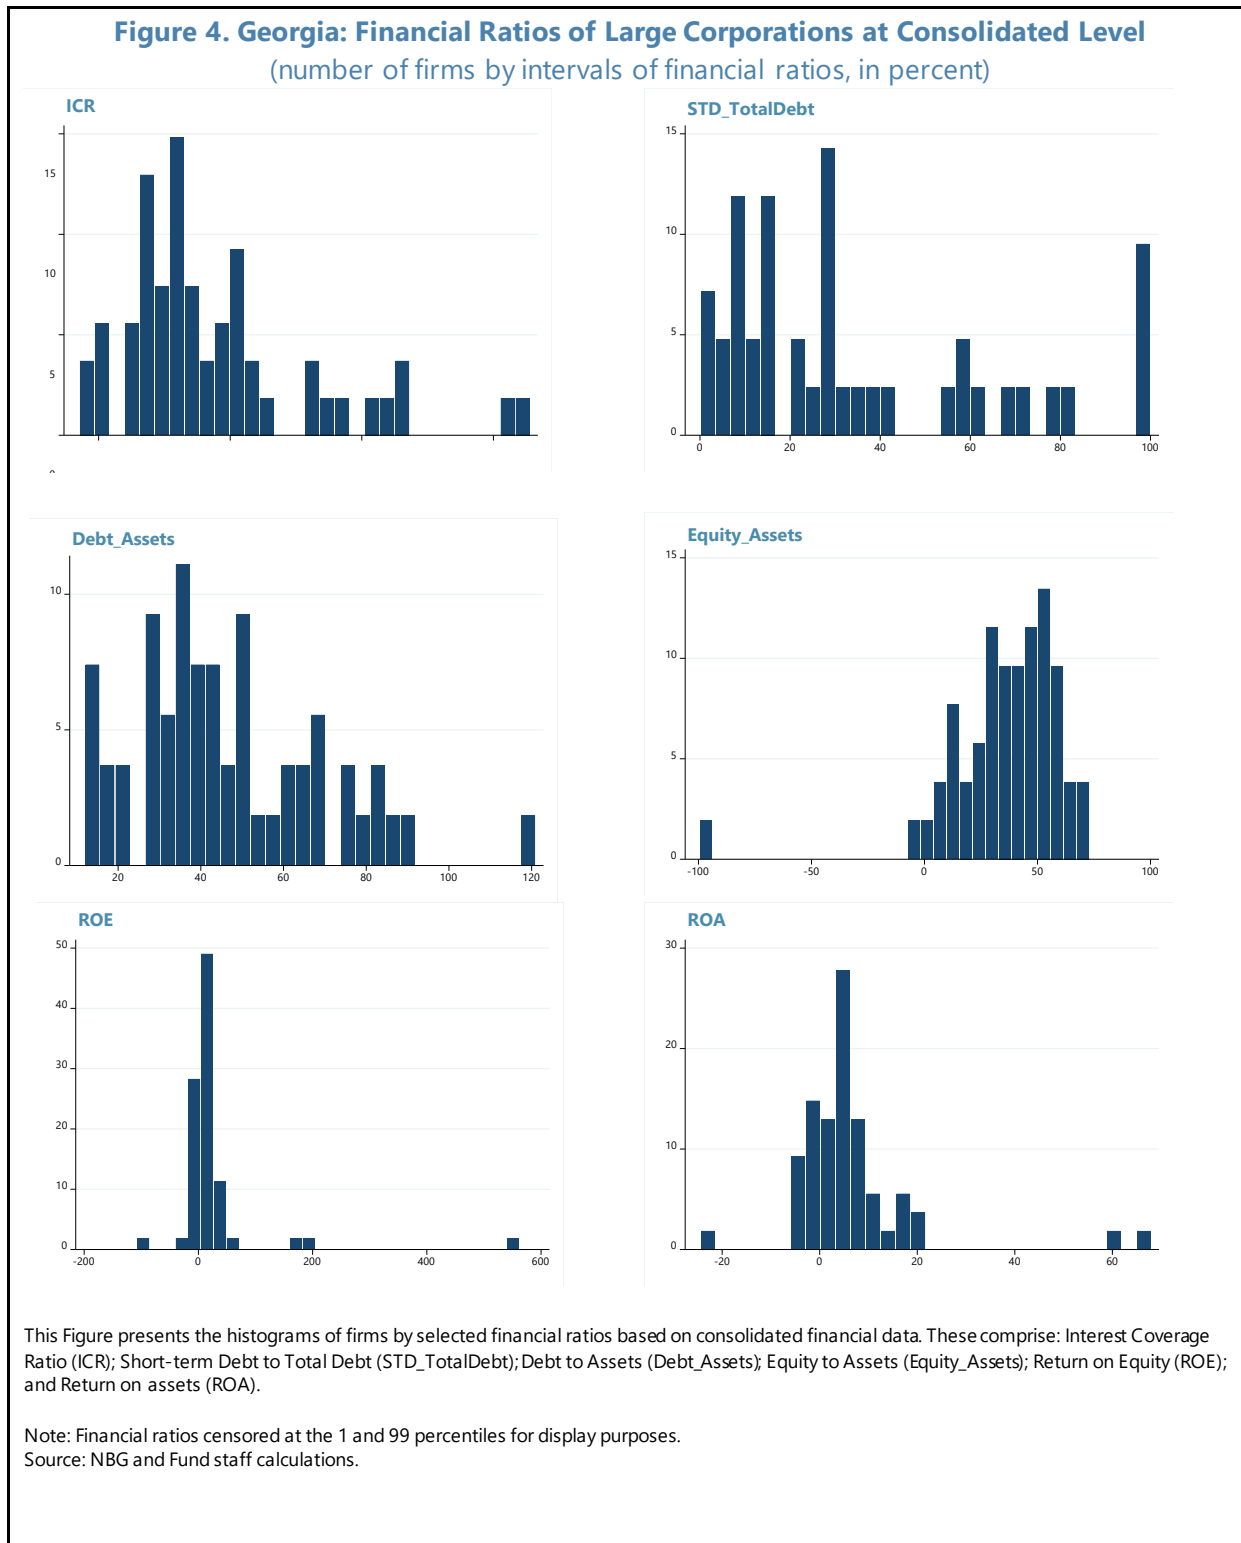 Figure 4. Georgia: Financial Ratios of Large Corporations at Consolidated Level
(number of firms by intervals of financial ratios, in percent)
ICR
15
10
5
STD_TotalDebt
15
10
5
0
0 20 40 60 80 100
Debt_Assets
10
5
0
20 40 60 80 100 120
Equity_Assets
15
10
5
0
-100 -50 0 50 100
ROE
50
40
30
20
10
0
-200 0 200 400 600
ROA
30
20
10
0
-20 0 20 40 60
This Figure presents the histograms of firms by selected financial ratios based on consolidated financial data. These comprise: Interest Coverage
Ratio (ICR); Short-term Debt to Total Debt (STD_TotalDebt); Debt to Assets (Debt_Assets); Equity to Assets (Equity_Assets); Return on Equity (ROE);
and Return on assets (ROA).
Note: Financial ratios censored at the 1 and 99 percentiles for display purposes.
Source: NBG and Fund staff calculations.